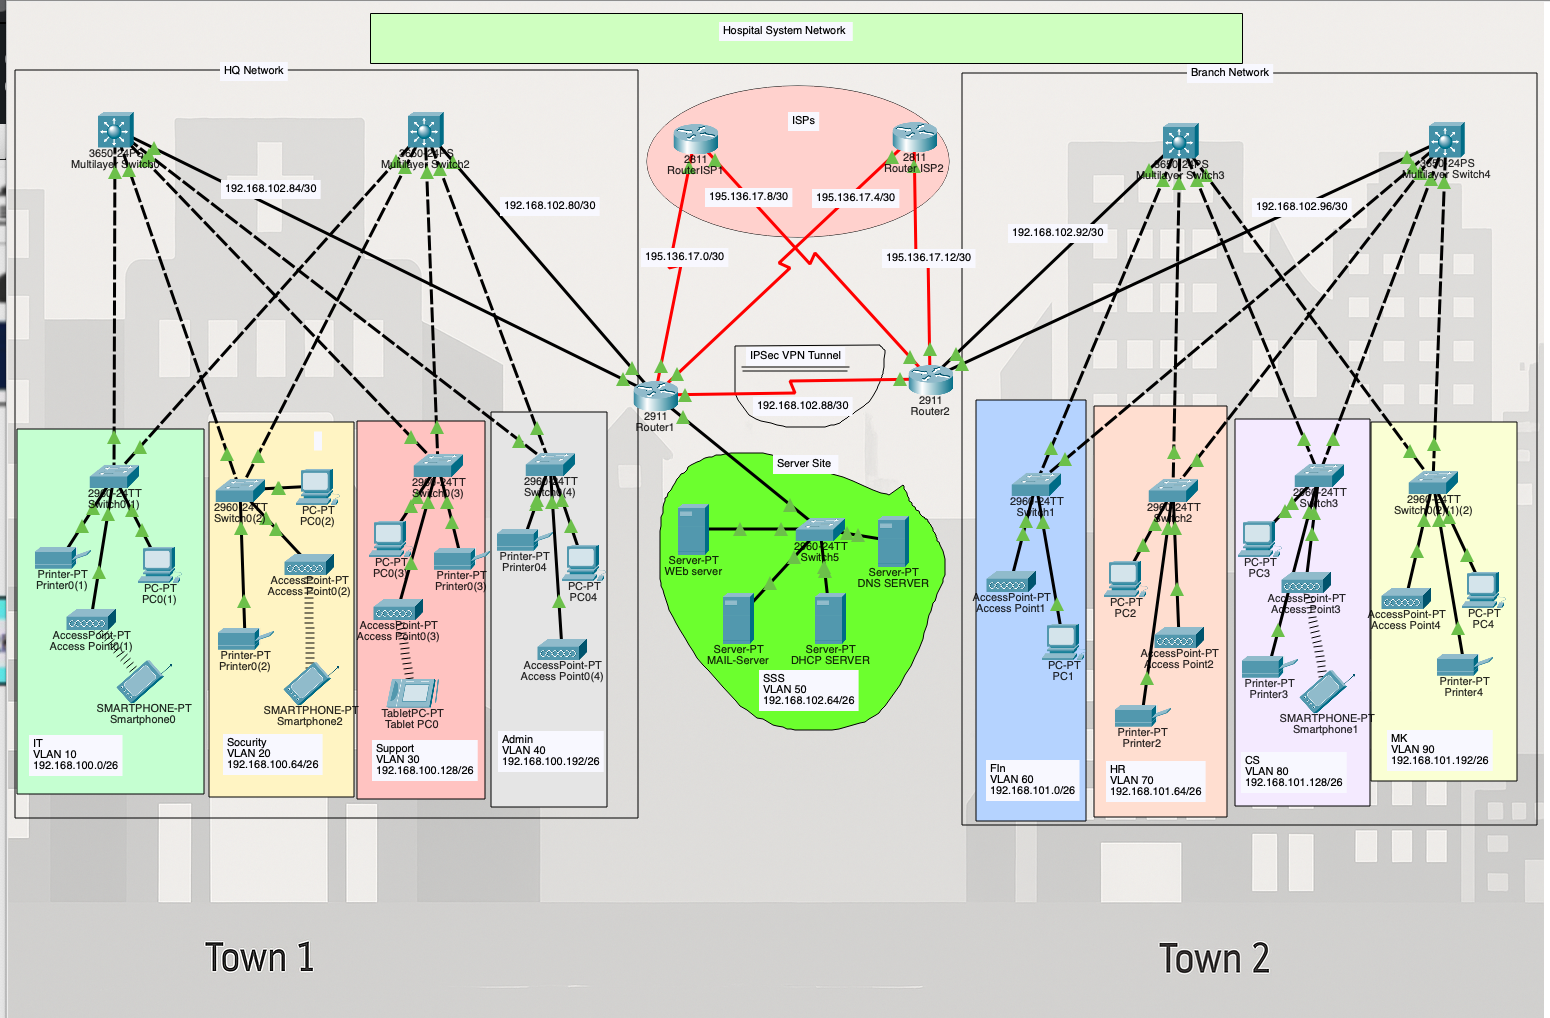 Hospital System Network
HQ Network
Branch Network
ISPs
3650-24PS
Multilayer Switch0
3650-24PS
Multilayer Switch2
2811
RouterISP1
2811
Router ISP2
3650-24PS
Multilayer Switch3
3650-24PS
Multilayer Switch4
192.168.102.84/30
192.168.102.80/30
195.136.17.8/30
195.136.17.4/30
192.168.102.96/30
192.168.102.92/30
195.136.17.0/30
195.136.17.12/30
IPSec VPN Tunnel
192.168.102.88/30
2911
Router1
2911
Router2
2960-24TT
Switch0(1)
Printer-PT
Printer0(1)
PC-PT
PC0(1)
AccessPoint-PT
Access Point0(1)
SMARTPHONE-PT
Smartphone0
IT
VLAN 10
192.168.100.0/26
2960-24TT
Switch0(2)
PC-PT
PC0(2)
AccessPoint-PT
Access Point0(2)
Printer-PT
Printer0(2)
SMARTPHONE-PT
Smartphone2
Socurity
VLAN 20
192.168.100.64/26
2960-24TT
Switch0(3)
PC-PT
PC0(3)
Printer-PT
Printer0(3)
AccessPoint-PT
Access Point0(3)
TabletPC-PT
Tablet PC0
Support
VLAN 30
192.168.100.128/26
2960-24TT
Switch0(4)
Printer-PT
Printer04
PC-PT
PC04
AccessPoint-PT
Access Point0(4)
Admin
VLAN 40
192.168.100.192/26
Server Site
2960-24TT
Switch5
Server-PT
WEb server
Server-PT
DNS SERVER
Server-PT
MAIL-Server
Server-PT
DHCP SERVER
SSS
VLAN 50
192.168.102.64/26
2960-24TT
Switch1
AccessPoint-PT
Access Point1
PC-PT
PC1
FIn
VLAN 60
192.168.101.0/26
2960-24TT
Switch2
PC-PT
PC2
AccessPoint-PT
Access Point2
Printer-PT
Printer2
HR
VLAN 70
192.168.101.64/26
2960-24TT
Switch3
PC-PT
PC3
AccessPoint-PT
Access Point3
Printer-PT
Printer3
SMARTPHONE-PT
Smartphone1
CS
VLAN 80
192.168.101.128/26
2960-24TT
Switch0(2)(1)(2)
AccessPoint-PT
Access Point4
PC-PT
PC4
Printer-PT
Printer4
MK
VLAN 90
192.168.101.192/26
Town 1
Town 2